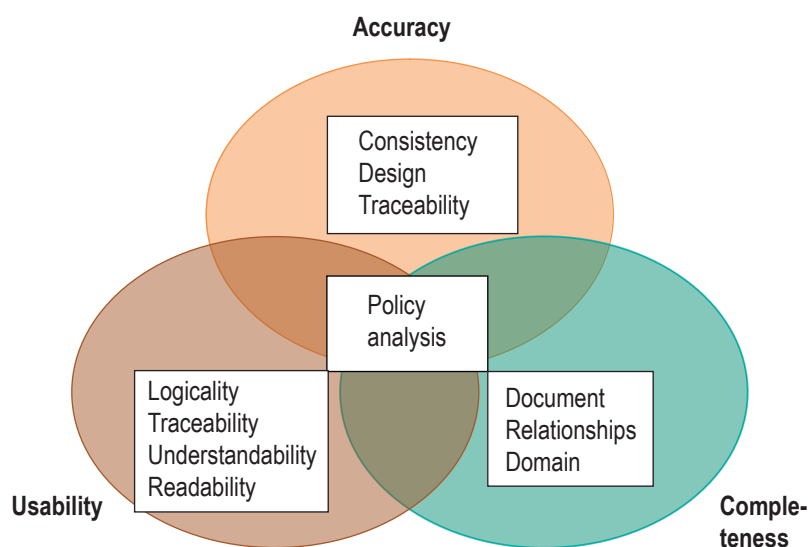 Accuracy
Consistency
Design
Traceability
Policy
analysis
Logicality
Traceability
Understandability
Readability
Document
Relationships
Domain
Usability
Comple-
teness